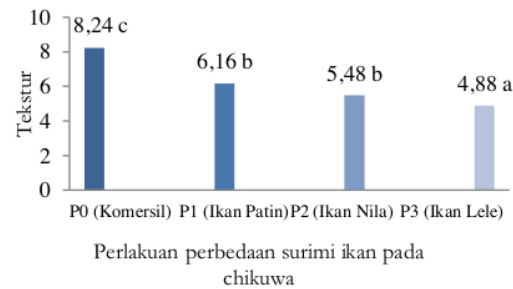 10
8
6
4
2
0
Tekstur
8,24 c
6,16 b
5,48 b
4,88 a
P0 (Komersil) P1 (Ikan Patin) P2 (Ikan Nila) P3 (Ikan Lele)
Perlakuan perbedaan surimi ikan pada
chikuwa